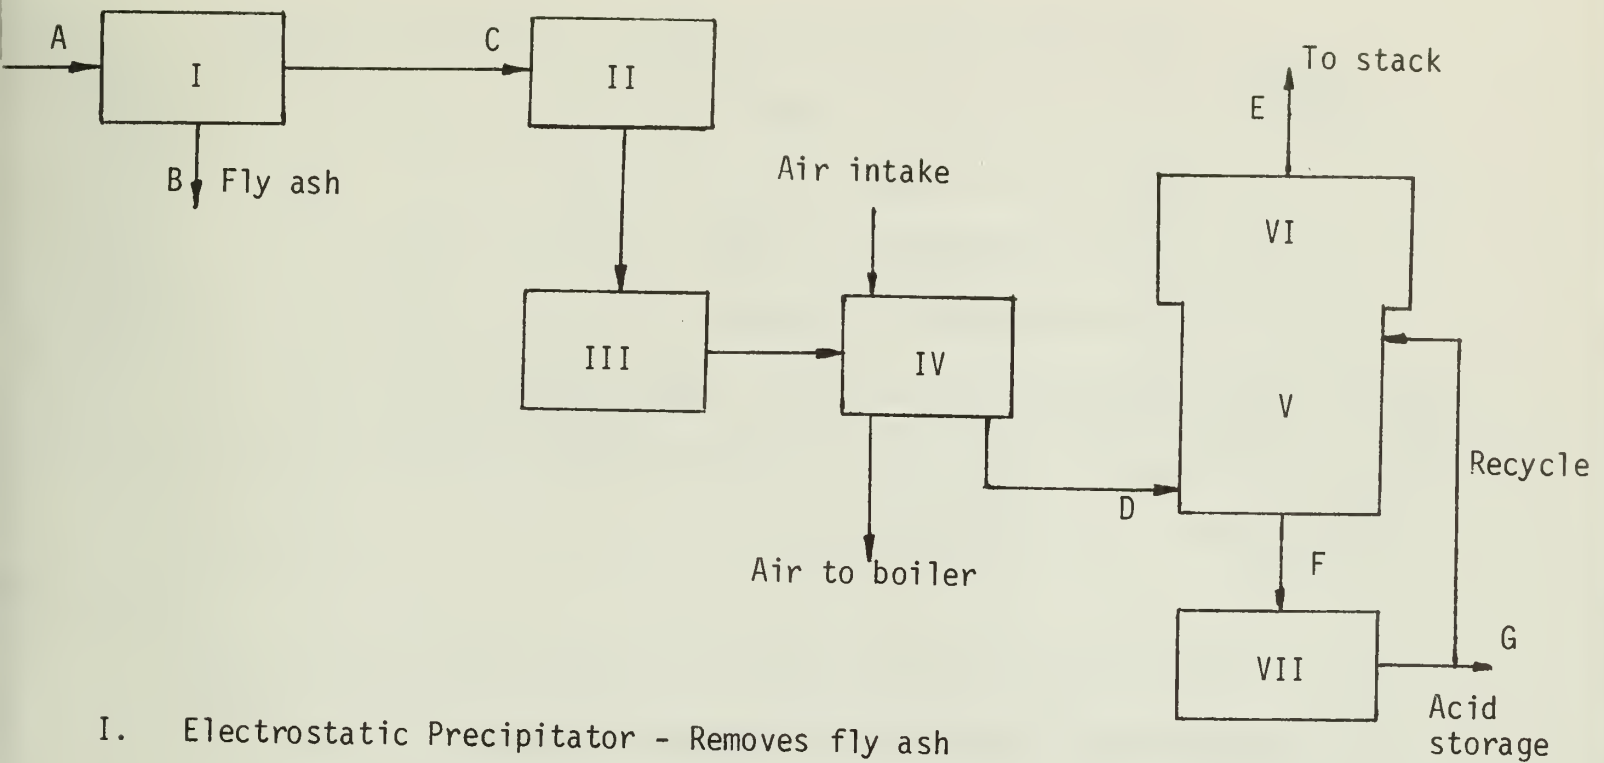 A
I
C
II
To stack
E
B Fly ash
Air intake
VI
III
IV
V
Recycle
D
Air to boiler
F
VII
G
Acid
storage
I. Electrostatic Precipitator - Removes fly ash